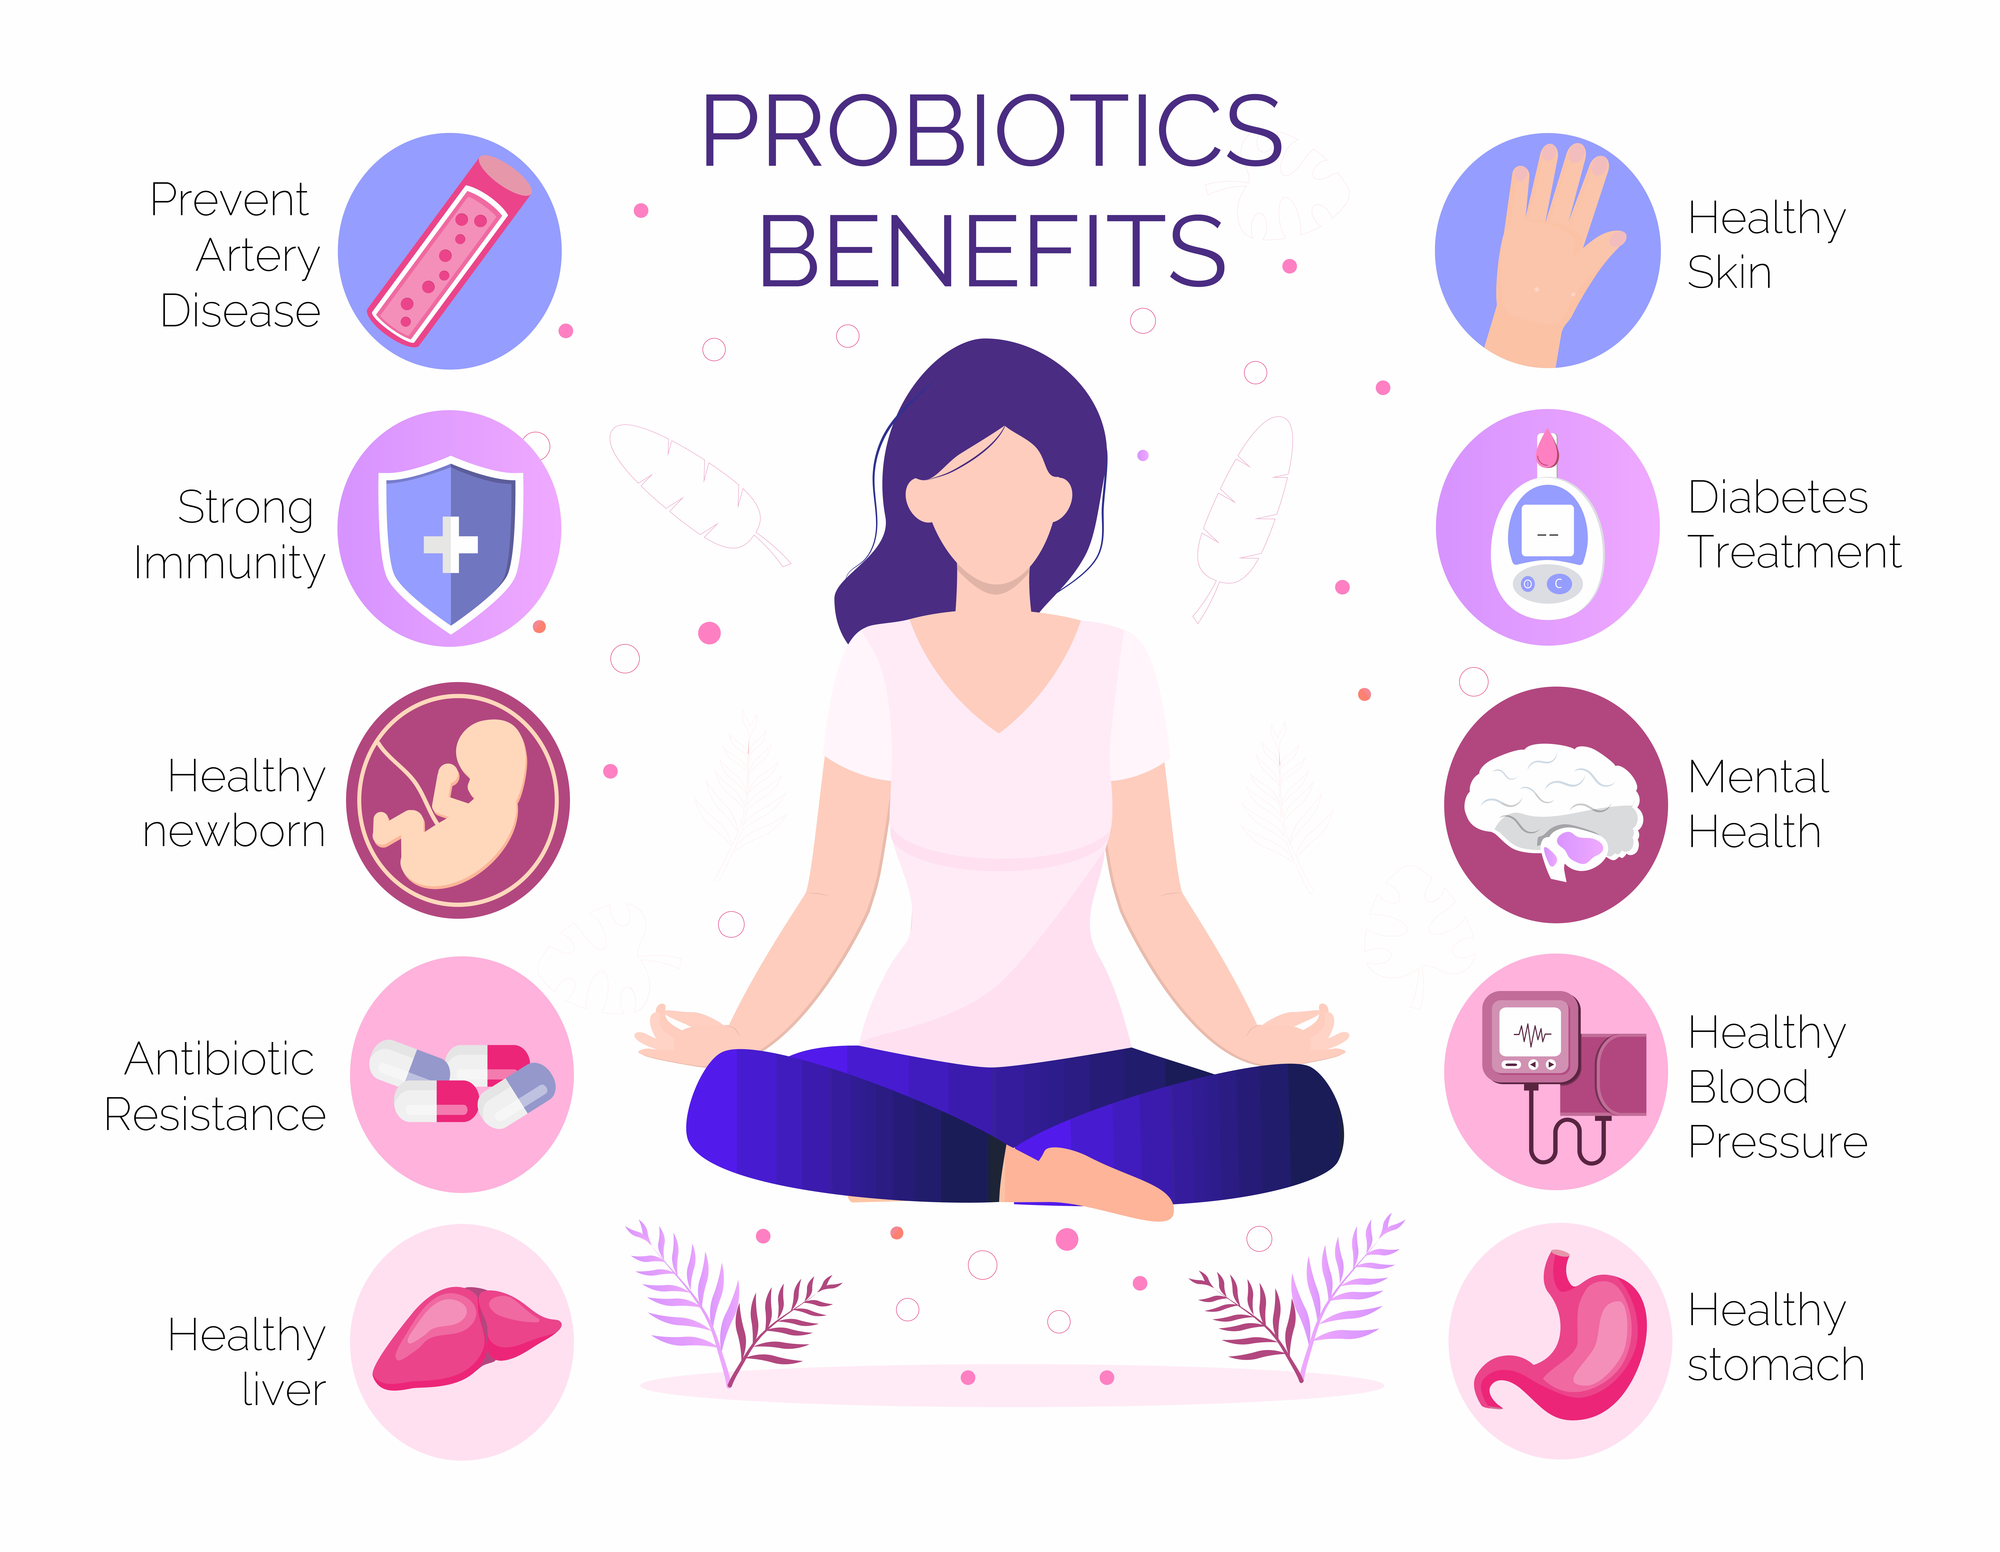 PROBIOTICS
BENEFITS
Prevent
Artery
Disease
Strong
Immunity
Healthy
newborn
Antibiotic
Resistance
Healthy
liver
Healthy
Skin
Diabetes
Treatment
--
C
Mental
Health
Healthy
Blood
Pressure
Healthy
stomach